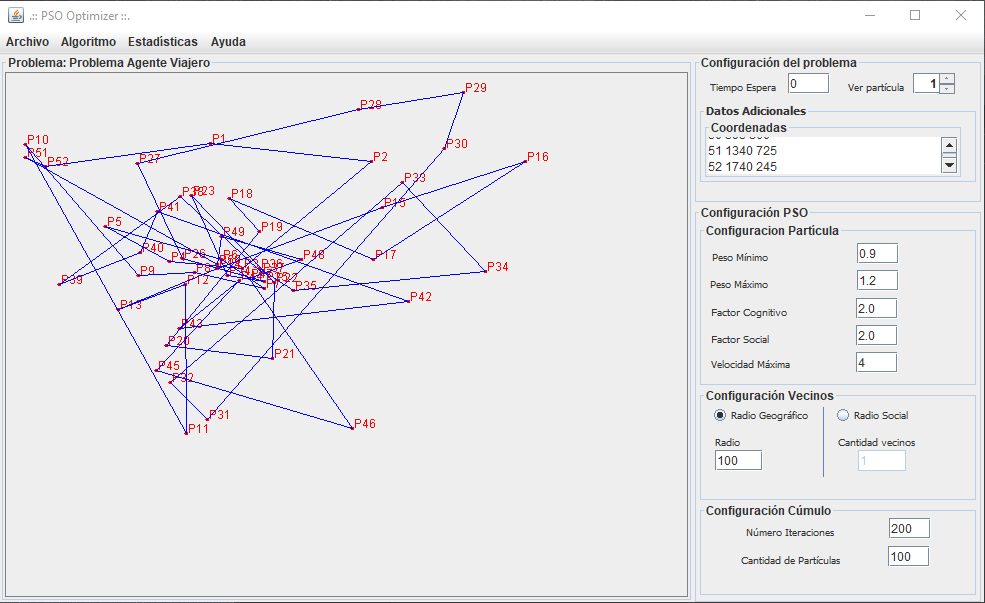 .:: PSO Optimizer ::.
Archivo Algoritmo Estadísticas Ayuda
Problema: Problema Agente Viajero
P29
P28
P10
P1
P30
P51
P52
P27
P2
P16
P33
P23
P18
P15
P41
P5
P19
P49
P40
P26
P48
P17
P9
P34
P39
P12
P35
P42
P13
P43
P20
P21
P45
P32
P31
P46
P11
Configuración del problema
Tiempo Espera 0 Ver partícula 1
Datos Adicionales
Coordenadas
51 1340 725
52 1740 245
Configuración PSO
Configuracion Particula
Peso Mínimo 0.9
Peso Máximo 1.2
Factor Cognitivo 2.0
Factor Social 2.0
Velocidad Máxima 4
Configuración Vecinos
Radio Geográfico Radio Social
Radio Cantidad vecinos
100 1
Configuración Cúmulo
Número Iteraciones 200
Cantidad de Partículas 100